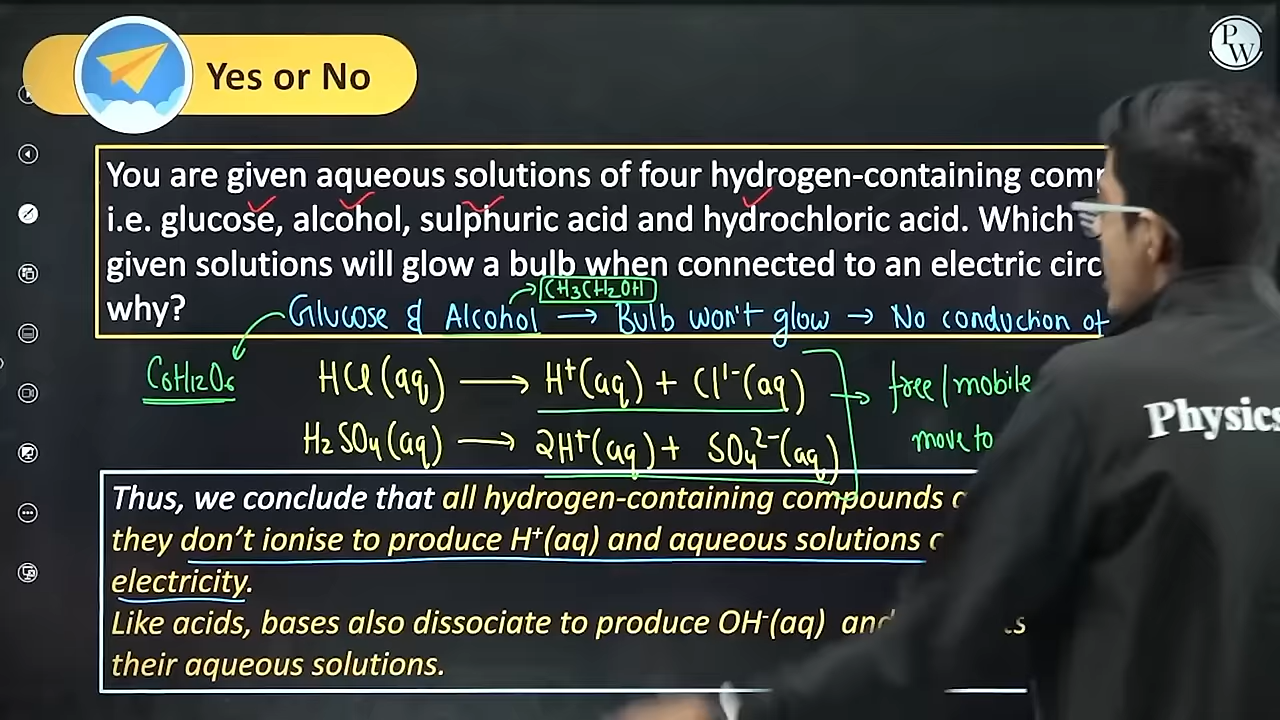 PW
Yes or No
You are given aqueous solutions of four hydrogen-containing
i.e. glucose, alcohol, sulphuric acid and hydrochloric acid. Which
given solutions will glow a bulb when connected to an electric
why?
CH3CH2OH
Glucose & Alcohol → Bulb won't glow → No conduction of
C6H12O6
HCl(aq) → H⁺(aq) + Cl¹⁻(aq) → free/mobile
H2SO4(aq) → 2H⁺(aq) + SO4²⁻(aq) move to
Physics
Thus, we conclude that all hydrogen-containing compounds
they don't ionise to produce H⁺(aq) and aqueous solutions
electricity.
Like acids, bases also dissociate to produce OH⁻(aq) and
their aqueous solutions.